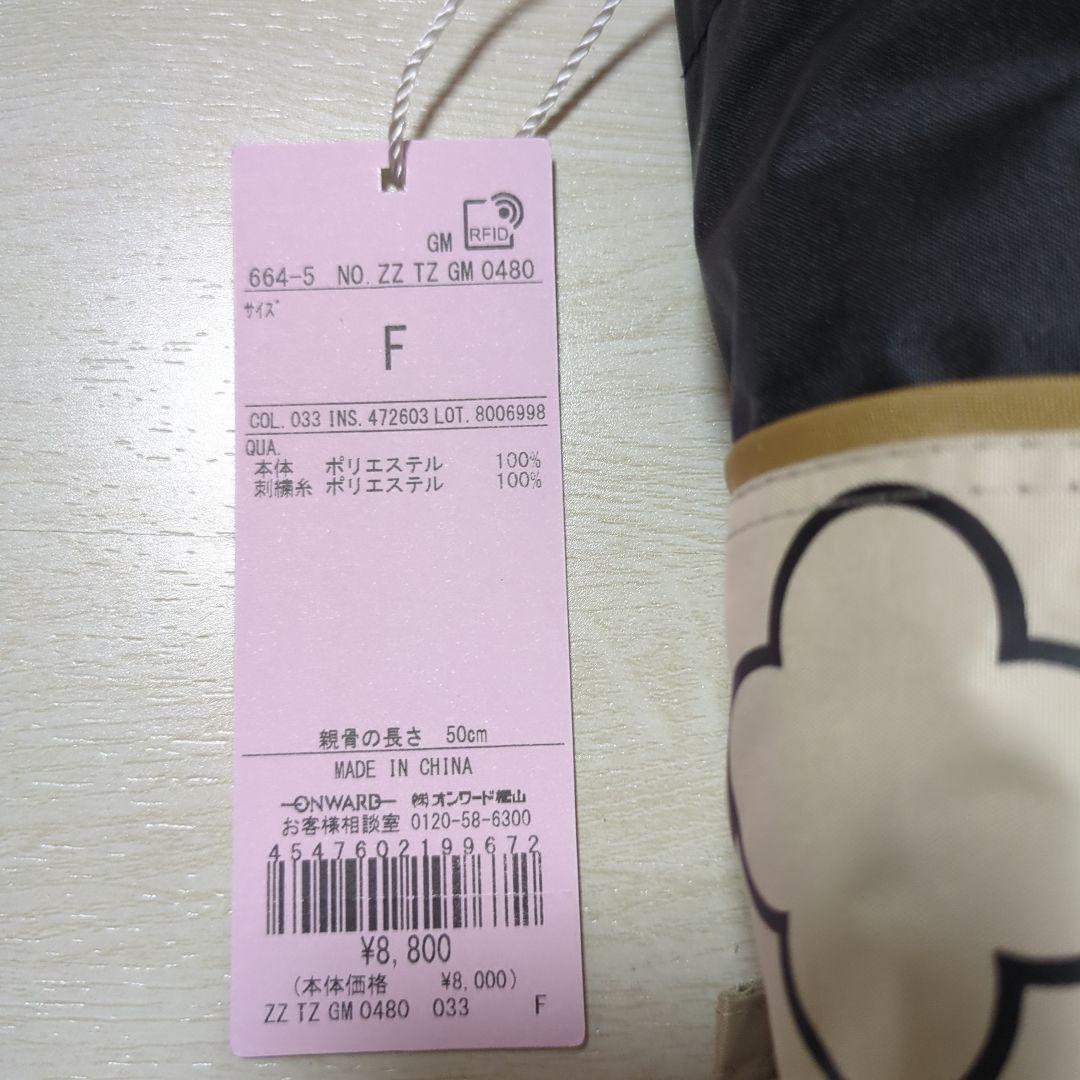 GM RFID
664-5 NO. ZZ TZ GM 0480
サイズ
F
COL. 033 INS. 472603 LOT. 8006998
QUA.
本体 ポリエステル 100%
刺繍糸 ポリエステル 100%
親骨の長さ 50cm
MADE IN CHINA
ONWARD ㈱オンワード樫山
お客様相談室 0120-58-6300
4547602199672
¥8,800
(本体価格 ¥8,000)
ZZ TZ GM 0480 033 F